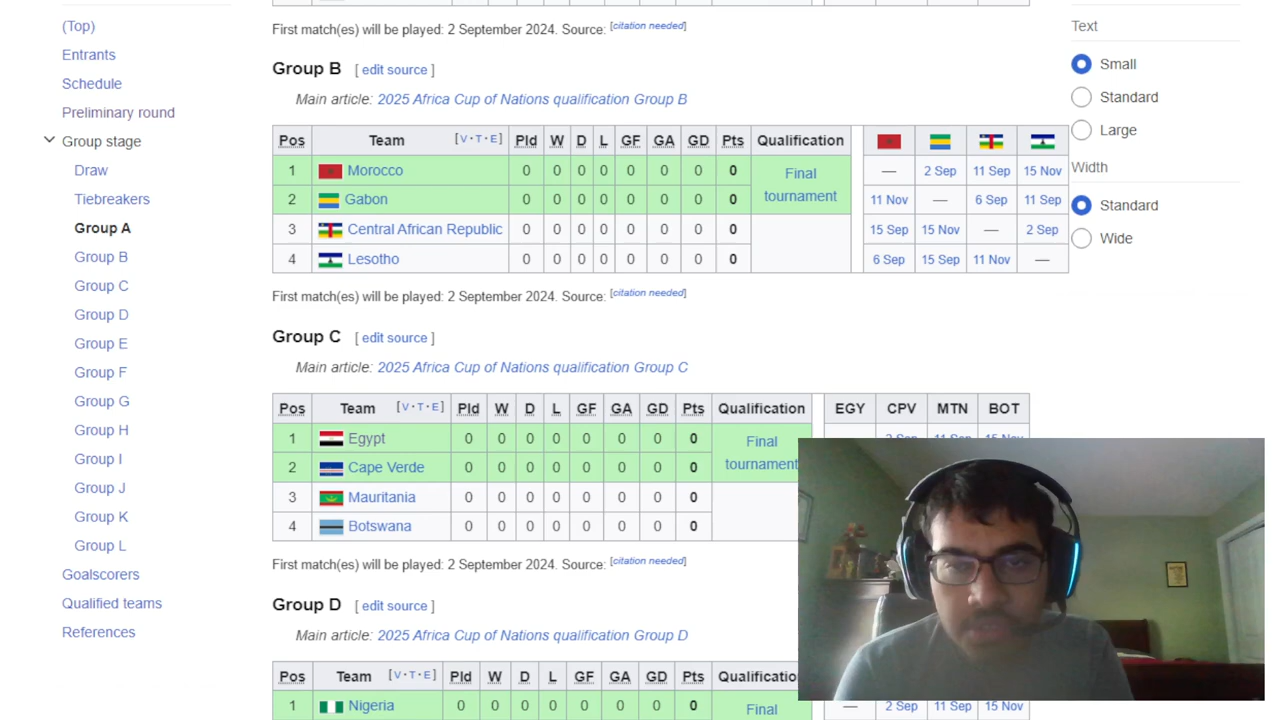 (Top)
Entrants
Schedule
Preliminary round
Group stage
Draw
Tiebreakers
Group A
Group B
Group C
Group D
Group E
Group F
Group G
Group H
Group I
Group J
Group K
Group L
Goalscorers
Qualified teams
References
First match(es) will be played: 2 September 2024. Source: [citation needed]
Group B [ edit source ]
Main article: 2025 Africa Cup of Nations qualification Group B
Pos Team [V·T·E] Pld W D L GF GA GD Pts Qualification
1 Morocco 0 0 0 0 0 0 0 0 Final tournament — 2 Sep 11 Sep 15 Nov
2 Gabon 0 0 0 0 0 0 0 0 11 Nov — 6 Sep 11 Sep
3 Central African Republic 0 0 0 0 0 0 0 0 15 Sep 15 Nov — 2 Sep
4 Lesotho 0 0 0 0 0 0 0 0 6 Sep 15 Sep 11 Nov —
First match(es) will be played: 2 September 2024. Source: [citation needed]
Group C [ edit source ]
Main article: 2025 Africa Cup of Nations qualification Group C
Pos Team [V·T·E] Pld W D L GF GA GD Pts Qualification EGY CPV MTN BOT
1 Egypt 0 0 0 0 0 0 0 0 Final tournament 2 Sep 11 Sep 15 Nov
2 Cape Verde 0 0 0 0 0 0 0 0
3 Mauritania 0 0 0 0 0 0 0 0
4 Botswana 0 0 0 0 0 0 0 0
First match(es) will be played: 2 September 2024. Source: [citation needed]
Group D [ edit source ]
Main article: 2025 Africa Cup of Nations qualification Group D
Pos Team [V·T·E] Pld W D L GF GA GD Pts Qualification
1 Nigeria 0 0 0 0 0 0 0 0 Final — 2 Sep 11 Sep 15 Nov
Text
Small
Standard
Large
Width
Standard
Wide